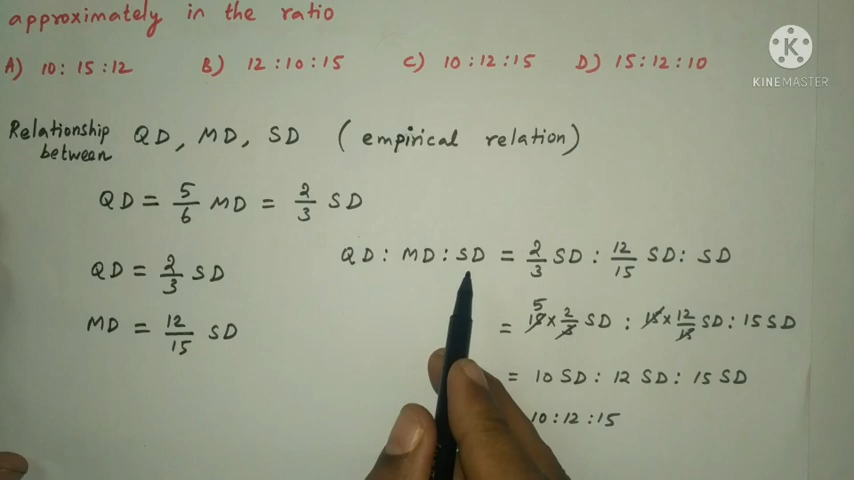 approximately in the ratio
A) 10 : 15 : 12 B) 12 : 10 : 15 C) 10 : 12 : 15 D) 15 : 12 : 10
K
KINEMASTER
Relationship between QD, MD, SD (empirical relation)
QD = 5/6 MD = 2/3 SD
QD = 2/3 SD
MD = 12/15 SD
QD : MD : SD = 2/3 SD : 12/15 SD : SD
= 5 15 × 2/3 SD : 15 × 12/15 SD : 15 SD
= 10 SD : 12 SD : 15 SD
10 : 12 : 15